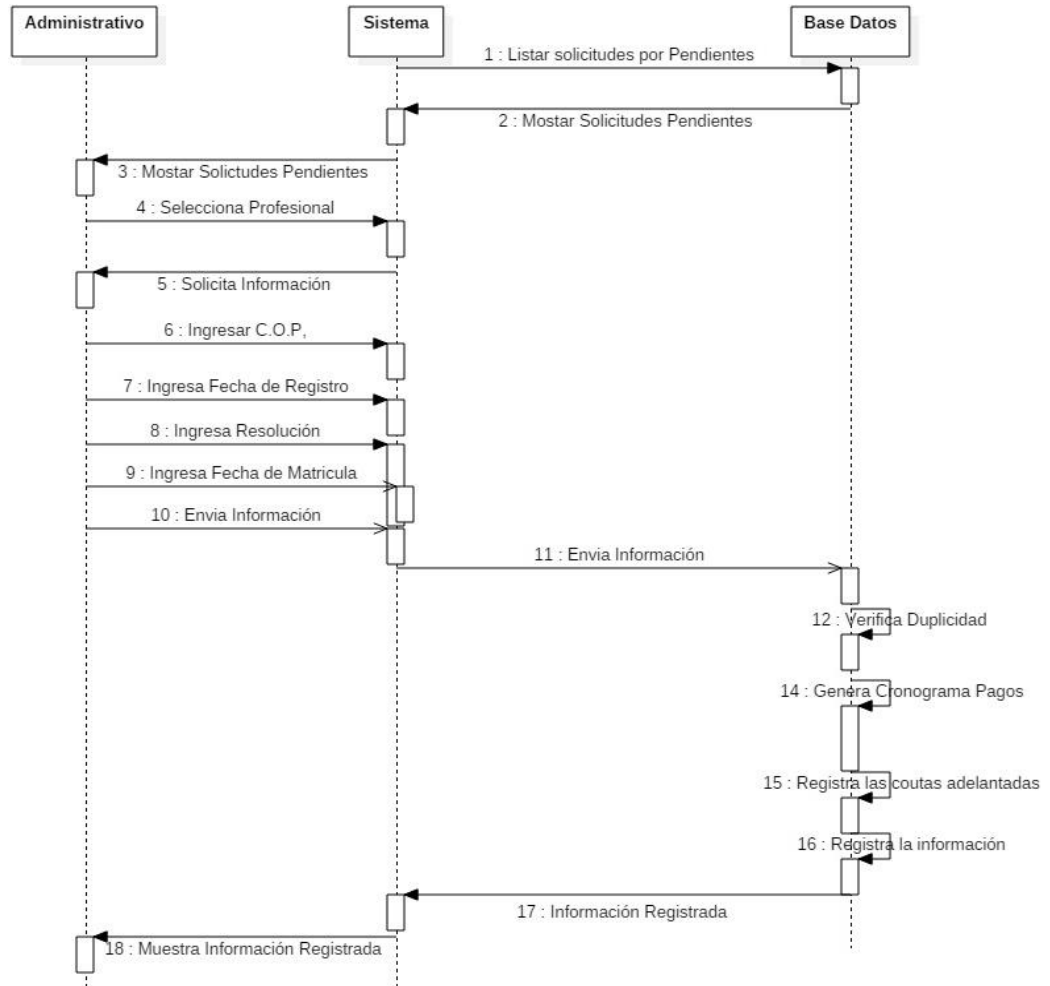 Administrativo
Sistema
Base Datos
1 : Listar solicitudes por Pendientes
2 : Mostar Solicitudes Pendientes
3 : Mostar Solictudes Pendientes
4 : Selecciona Profesional
5 : Solicita Información
6 : Ingresar C.O.P,
7 : Ingresa Fecha de Registro
8 : Ingresa Resolución
9 : Ingresa Fecha de Matricula
10 : Envia Información
11 : Envia Información
12 : Verifica Duplicidad
14 : Genera Cronograma Pagos
15 : Registra las coutas adelantadas
16 : Registra la información
17 : Información Registrada
18 : Muestra Información Registrada